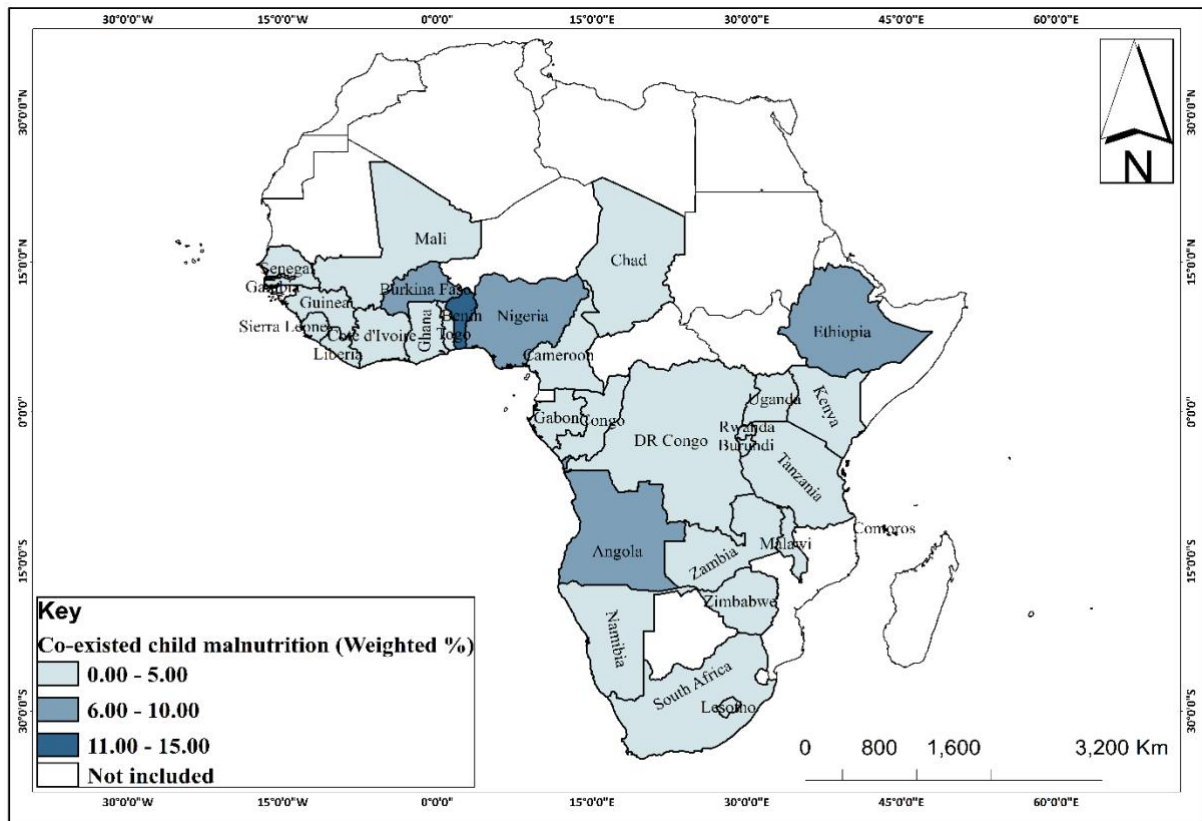 30°0'0"W 15°0'0"W 0°0'0" 15°0'0"E 30°0'0"E 45°0'0"E 60°0'0"E
30°0'0"N
30°0'0"N
N
15°0'0"N
15°0'0"N
Mali
Chad
Senegal
Gambia
Burkina Faso
Guinea
Nigeria
Benin
Ethiopia
Ghana
Togo
Sierra Leone
Cote d'Ivoire
Liberia
Cameroon
0°0'0"
0°0'0"
Uganda
Kenya
Gabon
Congo
Rwanda
DR Congo
Burundi
Tanzania
Comoros
Angola
Malawi
Zambia
15°0'0"S
15°0'0"S
Zimbabwe
Namibia
South Africa
Lesotho
30°0'0"S
30°0'0"S
Key
Co-existed child malnutrition (Weighted %)
0.00 - 5.00
6.00 - 10.00
11.00 - 15.00
Not included
0 800 1,600 3,200 Km
30°0'0"W 15°0'0"W 0°0'0" 15°0'0"E 30°0'0"E 45°0'0"E 60°0'0"E